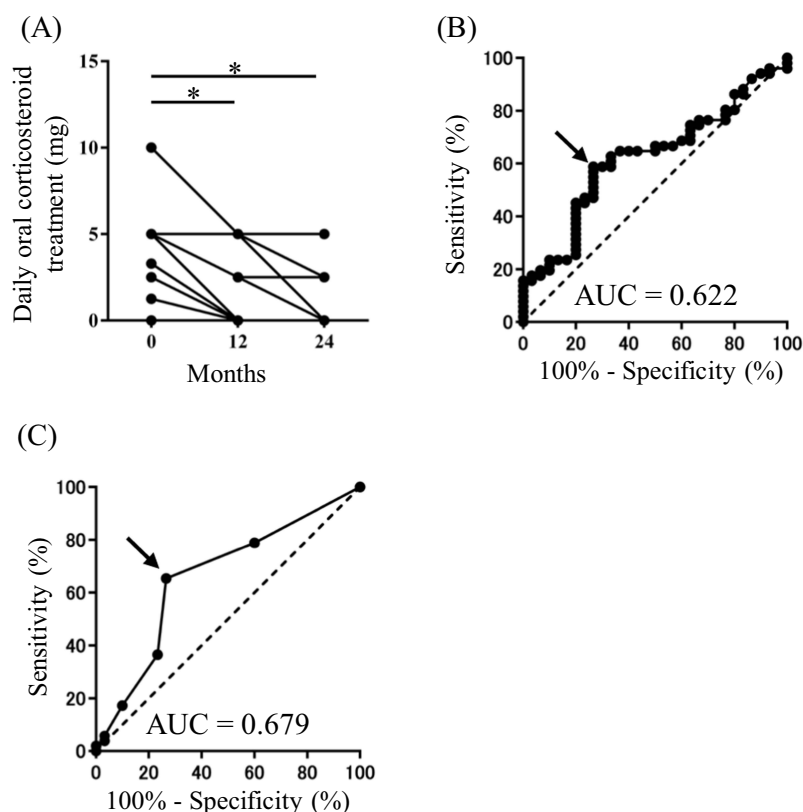 (A)
Daily oral corticosteroid
treatment (mg)
15
10
5
0
*
*
0 12 24
Months
(B)
Sensitivity (%)
100
80
60
40
20
0
AUC = 0.622
0 20 40 60 80 100
100% - Specificity (%)
(C)
Sensitivity (%)
100
80
60
40
20
0
AUC = 0.679
0 20 40 60 80 100
100% - Specificity (%)